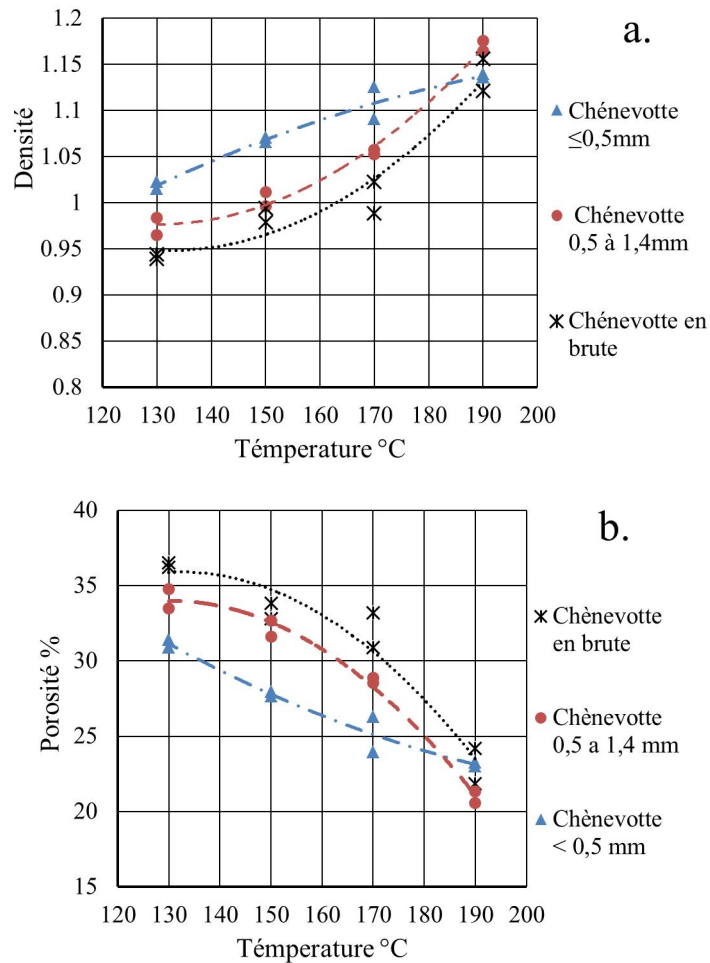 a.
1.2
1.15
1.1
1.05
1
0.95
0.9
0.85
0.8
Densité
120 130 140 150 160 170 180 190 200
Témperature °C
Chénevotte
≤0,5mm
Chénevotte
0,5 à 1,4mm
Chénevotte en
brute
b.
40
35
30
25
20
15
Porosité %
120 130 140 150 160 170 180 190 200
Témperature °C
Chènevotte
en brute
Chènevotte
0,5 a 1,4 mm
Chènevotte
< 0,5 mm